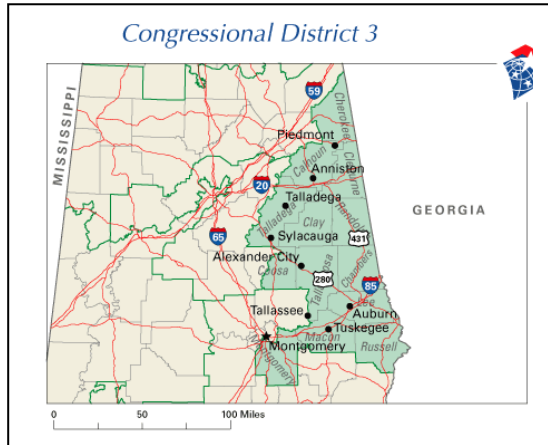 Congressional District 3
MISSISSIPPI
GEORGIA
59
Cherokee
Piedmont
Calhoun
Cleburne
Anniston
20
Talladega
Talladega
Randolph
Clay
65
Sylacauga
431
Alexander City
Coosa
280
Tallapoosa
Chambers
85
Lee
Tallassee
Auburn
Tuskegee
Macon
Montgomery
Montgomery
Russell
0 50 100 Miles